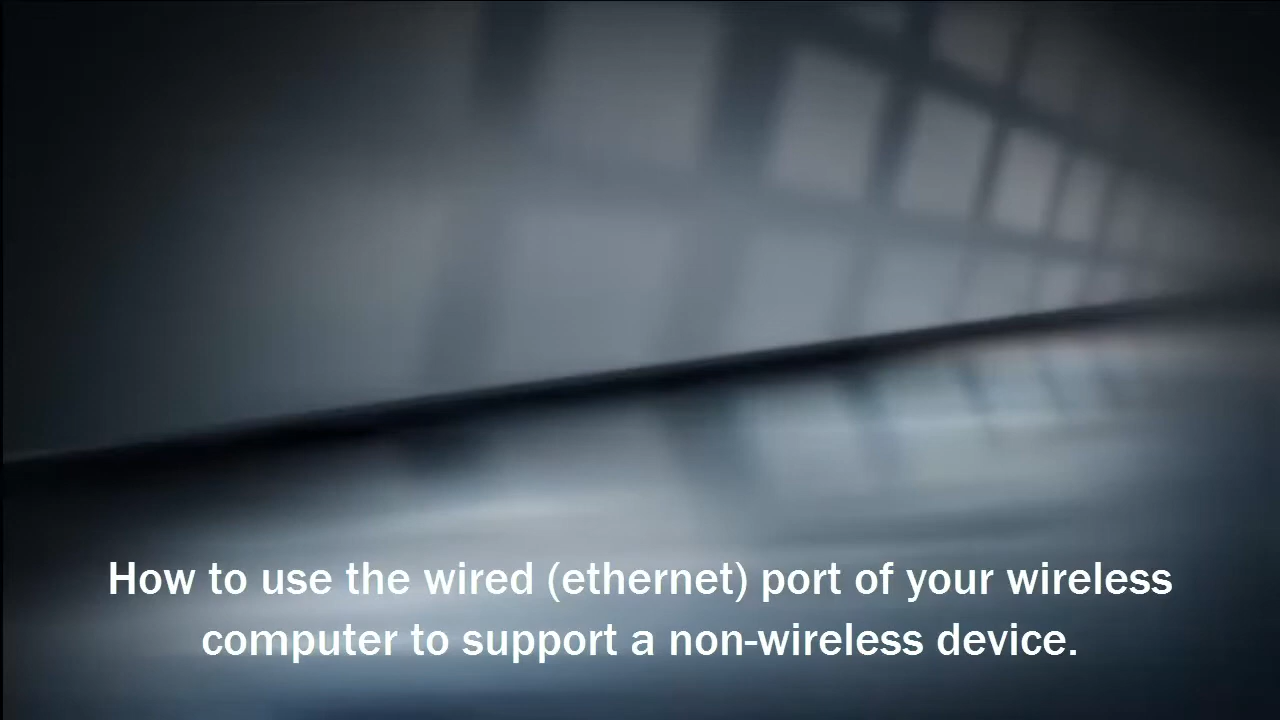 How to use the wired (ethernet) port of your wireless
computer to support a non-wireless device.